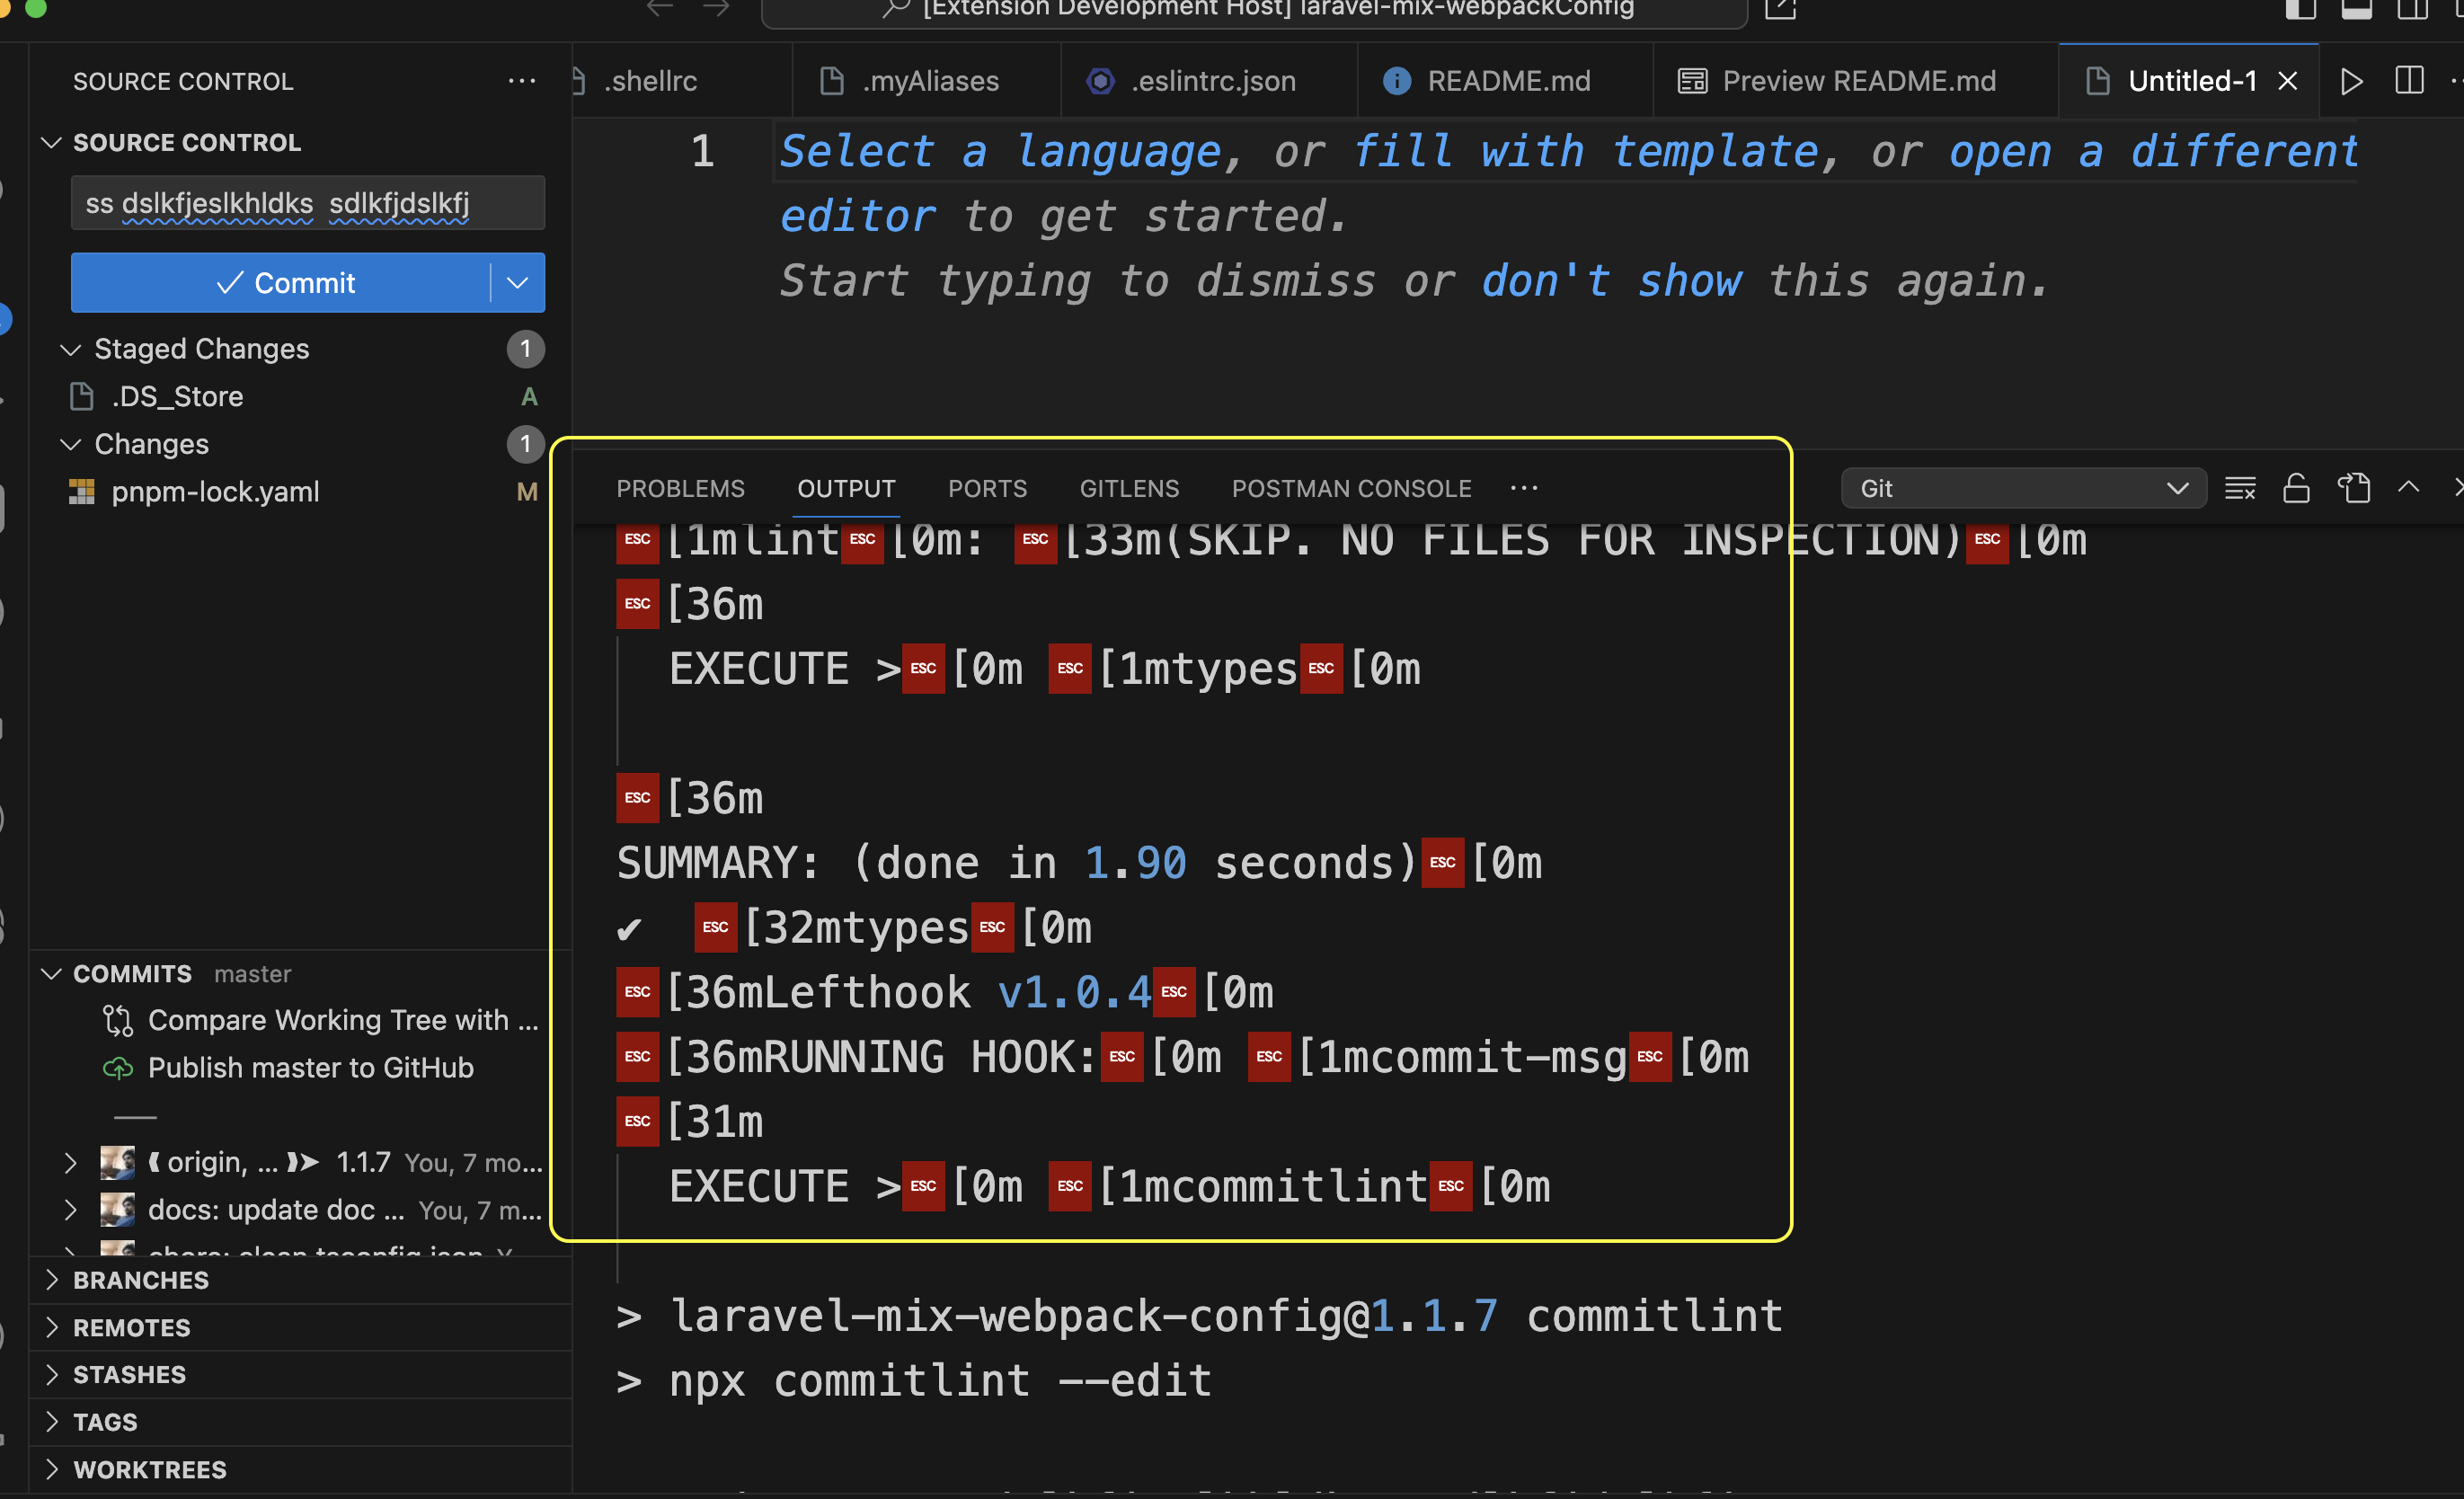 [Extension Development Host] laravel-mix-webpackConfig
SOURCE CONTROL
.shellrc
.myAliases
.eslintrc.json
README.md
Preview README.md
Untitled-1
SOURCE CONTROL
ss dslkfjeslkhldks sdlkfjdslkfj
Commit
Staged Changes 1
.DS_Store A
Changes 1
pnpm-lock.yaml M
COMMITS master
Compare Working Tree with ...
Publish master to GitHub
origin, ... 1.1.7 You, 7 mo...
docs: update doc ... You, 7 m...
chore: clean tsconfig.json Y
BRANCHES
REMOTES
STASHES
TAGS
WORKTREES
1 Select a language, or fill with template, or open a different
editor to get started.
Start typing to dismiss or don't show this again.
PROBLEMS OUTPUT PORTS GITLENS POSTMAN CONSOLE ··· Git
ESC[1mlintESC[0m: ESC[33m(SKIP. NO FILES FOR INSPECTION)ESC[0m
ESC[36m
EXECUTE >ESC[0m ESC[1mtypesESC[0m
ESC[36m
SUMMARY: (done in 1.90 seconds)ESC[0m
✔ ESC[32mtypesESC[0m
ESC[36mLefthook v1.0.4ESC[0m
ESC[36mRUNNING HOOK:ESC[0m ESC[1mcommit-msgESC[0m
ESC[31m
EXECUTE >ESC[0m ESC[1mcommitlintESC[0m
> laravel-mix-webpack-config@1.1.7 commitlint
> npx commitlint --edit